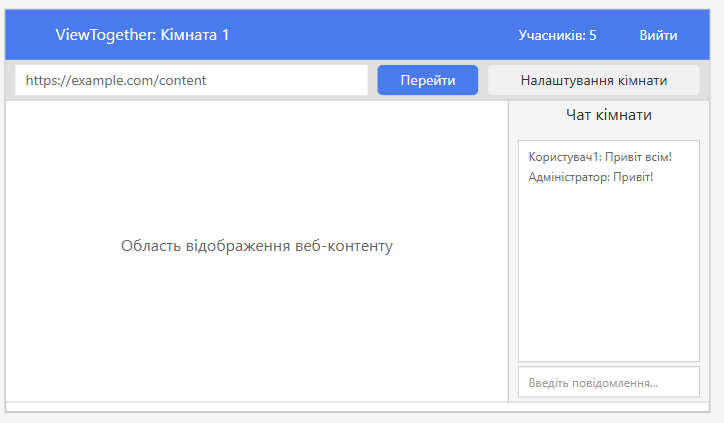 ViewTogether: Кімната 1
Учасників: 5
Вийти
https://example.com/content
Перейти
Налаштування кімнати
Чат кімнати
Користувач1: Привіт всім!
Адміністратор: Привіт!
Область відображення веб-контенту
Введіть повідомлення...